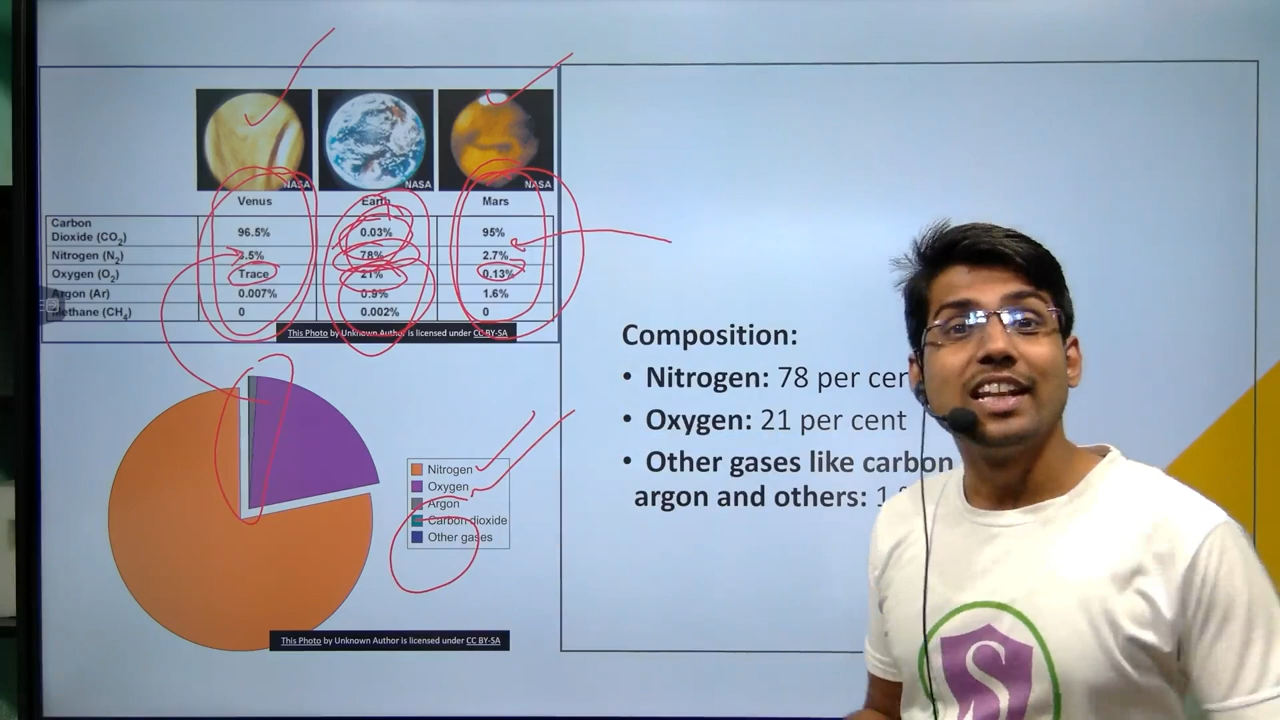 NASA NASA NASA
Venus Earth Mars
Carbon
Dioxide (CO2) 96.5% 0.03% 95%
Nitrogen (N2) 3.5% 78% 2.7%
Oxygen (O2) Trace 21% 0.13%
Argon (Ar) 0.007% 0.9% 1.6%
(CH4) 0 0.002% 0
This Photo by Unknown Author is licensed under CC BY-SA
Nitrogen
Oxygen
Argon
Carbon dioxide
Other gases
This Photo by Unknown Author is licensed under CC BY-SA
Composition:
• Nitrogen: 78 per
• Oxygen: 21 per cent
• Other gases like carbon
argon and others: 1
S